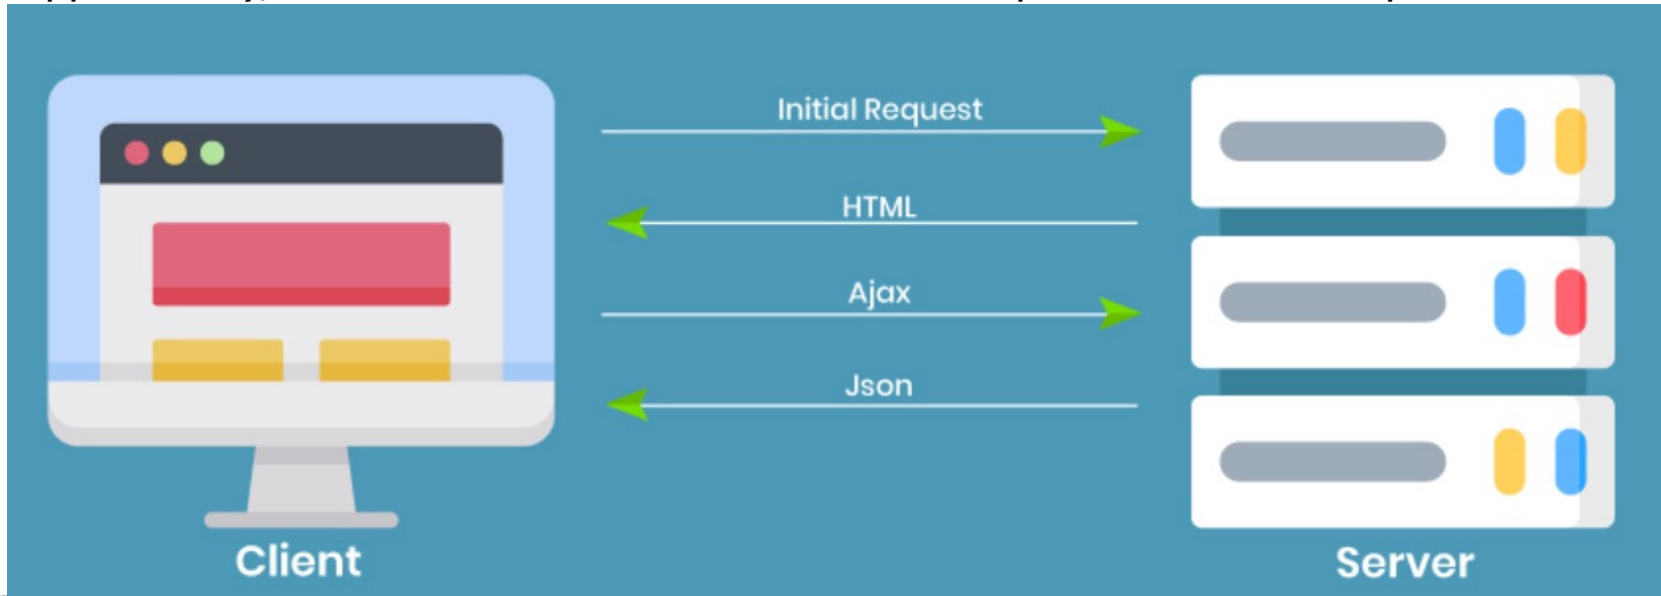 Initial Request
HTML
Ajax
Json
Client
Server